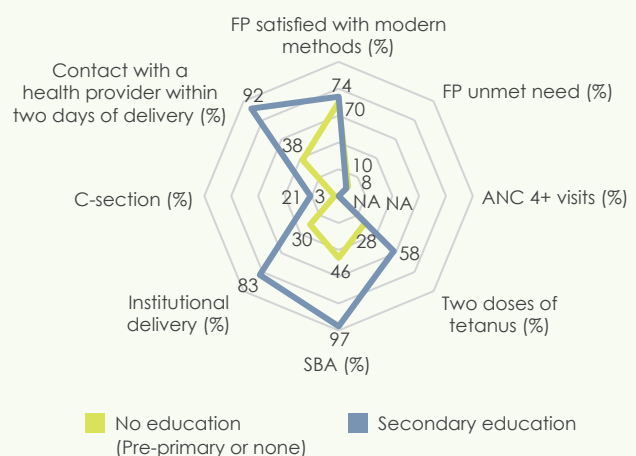 FP satisfied with modern
methods (%)
Contact with a
health provider within
two days of delivery (%)
FP unmet need (%)
92
74
70
38
10
8
C-section (%)
21
3
NA NA
ANC 4+ visits (%)
30
28
58
46
83
Institutional
delivery (%)
Two doses of
tetanus (%)
97
SBA (%)
No education
(Pre-primary or none)
Secondary education